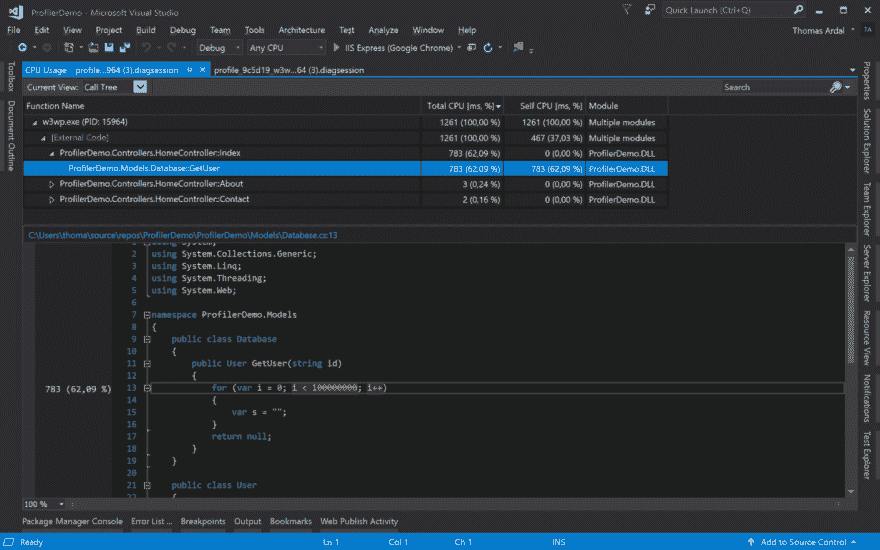 ProfilerDemo - Microsoft Visual Studio
Quick Launch (Ctrl+Q)
File Edit View Project Build Debug Team Tools Architecture Test Analyze Window Help
Thomas Ardal TA
Debug Any CPU IIS Express (Google Chrome)
CPU Usage profile...964 (3).diagsession profile_9c5d19_w3w...64 (3).diagsession
Current View: Call Tree Search
Function Name Total CPU [ms, %] Self CPU [ms, %] Module
w3wp.exe (PID: 15964) 1261 (100,00 %) 1261 (100,00 %) Multiple modules
[External Code] 1261 (100,00 %) 467 (37,03 %) Multiple modules
ProfilerDemo.Controllers.HomeController::Index 783 (62,09 %) 0 (0,00 %) ProfilerDemo.DLL
ProfilerDemo.Models.Database::GetUser 783 (62,09 %) 783 (62,09 %) ProfilerDemo.DLL
ProfilerDemo.Controllers.HomeController::About 3 (0,24 %) 0 (0,00 %) ProfilerDemo.DLL
ProfilerDemo.Controllers.HomeController::Contact 2 (0,16 %) 0 (0,00 %) ProfilerDemo.DLL
C:\Users\thoma\source\repos\ProfilerDemo\ProfilerDemo\Models\Database.cs:13
1 using System;
2 using System.Collections.Generic;
3 using System.Linq;
4 using System.Threading;
5 using System.Web;
6
7 namespace ProfilerDemo.Models
8 {
9 public class Database
10 {
11 public User GetUser(string id)
12 {
783 (62,09 %) 13 for (var i = 0; i < 100000000; i++)
14 {
15 var s = "";
16 }
17 return null;
18 }
19 }
20
21 public class User
22 {
100 %
Package Manager Console Error List ... Breakpoints Output Bookmarks Web Publish Activity
Ready Ln 1 Col 1 Ch 1 INS Add to Source Control
Toolbox
Document Outline
Properties
Solution Explorer
Team Explorer
Server Explorer
Resource View
Notifications
Test Explorer